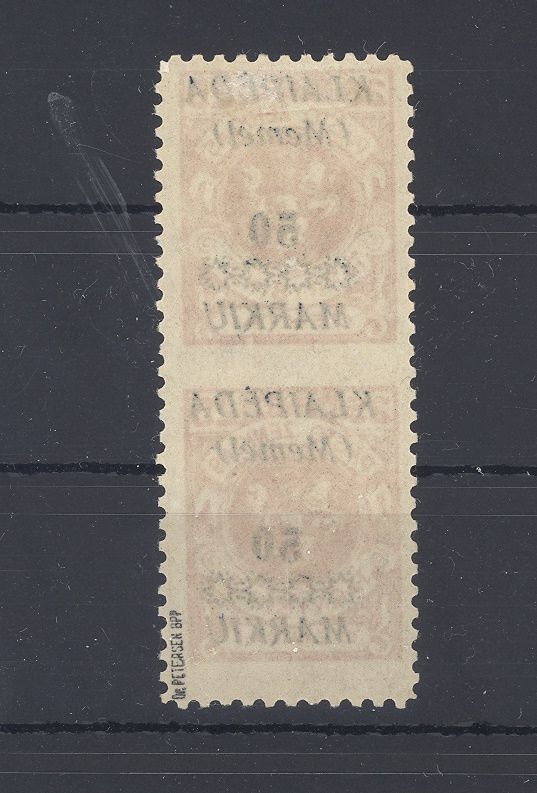 KLAIPĖDA
(Memel)
50
MARKIU
KLAIPĖDA
(Memel)
50
MARKIU
Dr. PETERSEN BPP